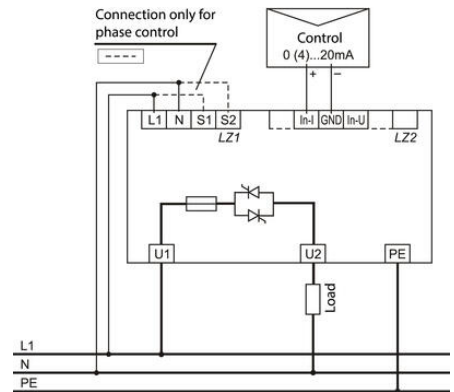 Connection only for
phase control
Control
0 (4)...20mA
+ −
L1 N S1 S2
LZ1
In-I GND In-U
LZ2
U1
U2
PE
Load
L1
N
PE